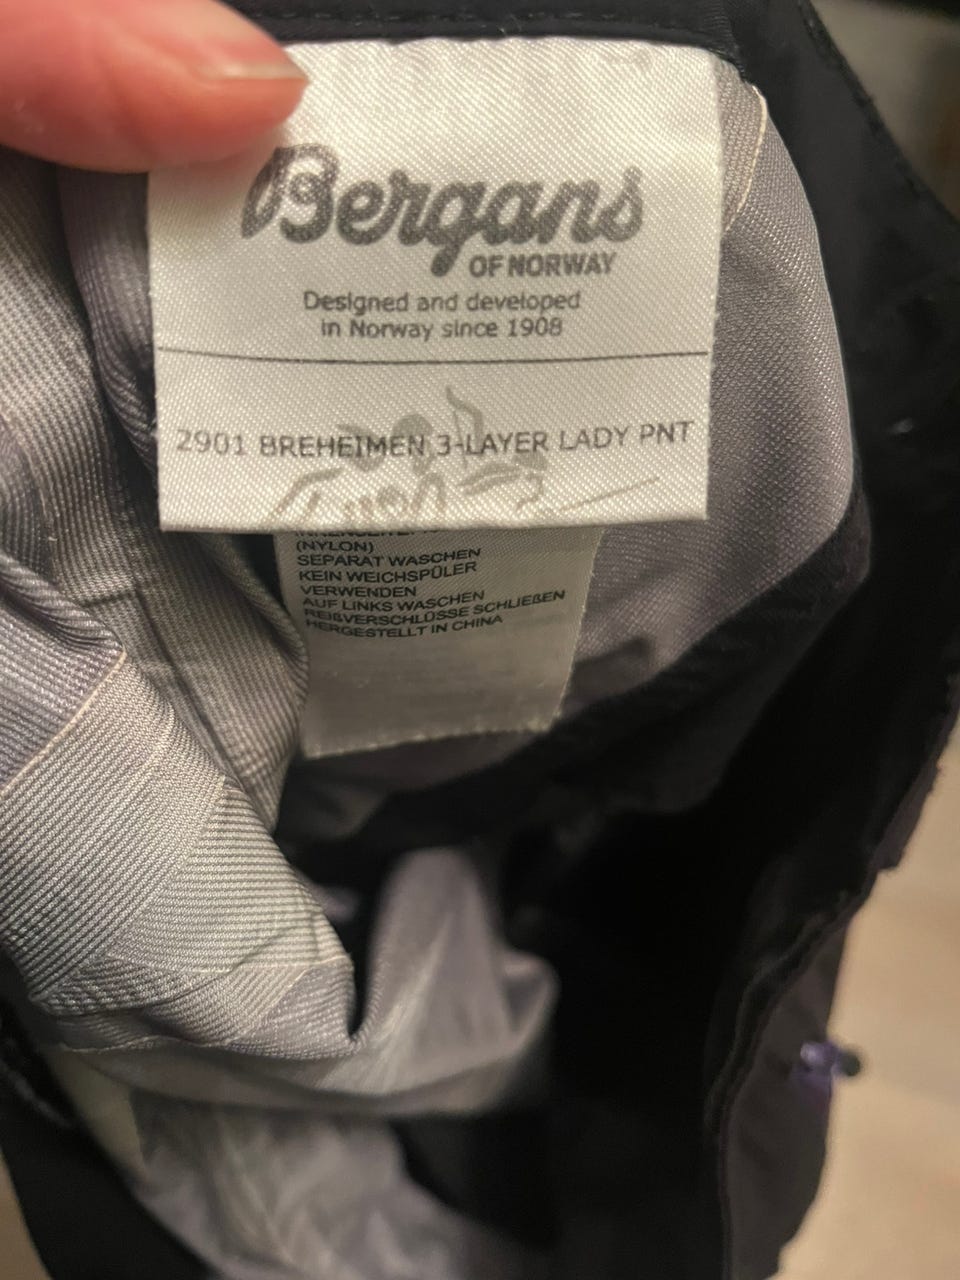 Bergans
OF NORWAY
Designed and developed
in Norway since 1908
2901 BREHEIMEN 3-LAYER LADY PNT
(NYLON)
SEPARAT WASCHEN
KEIN WEICHSPÜLER
VERWENDEN
AUF LINKS WASCHEN
REIßVERSCHLÜSSE SCHLIEßEN
HERGESTELLT IN CHINA